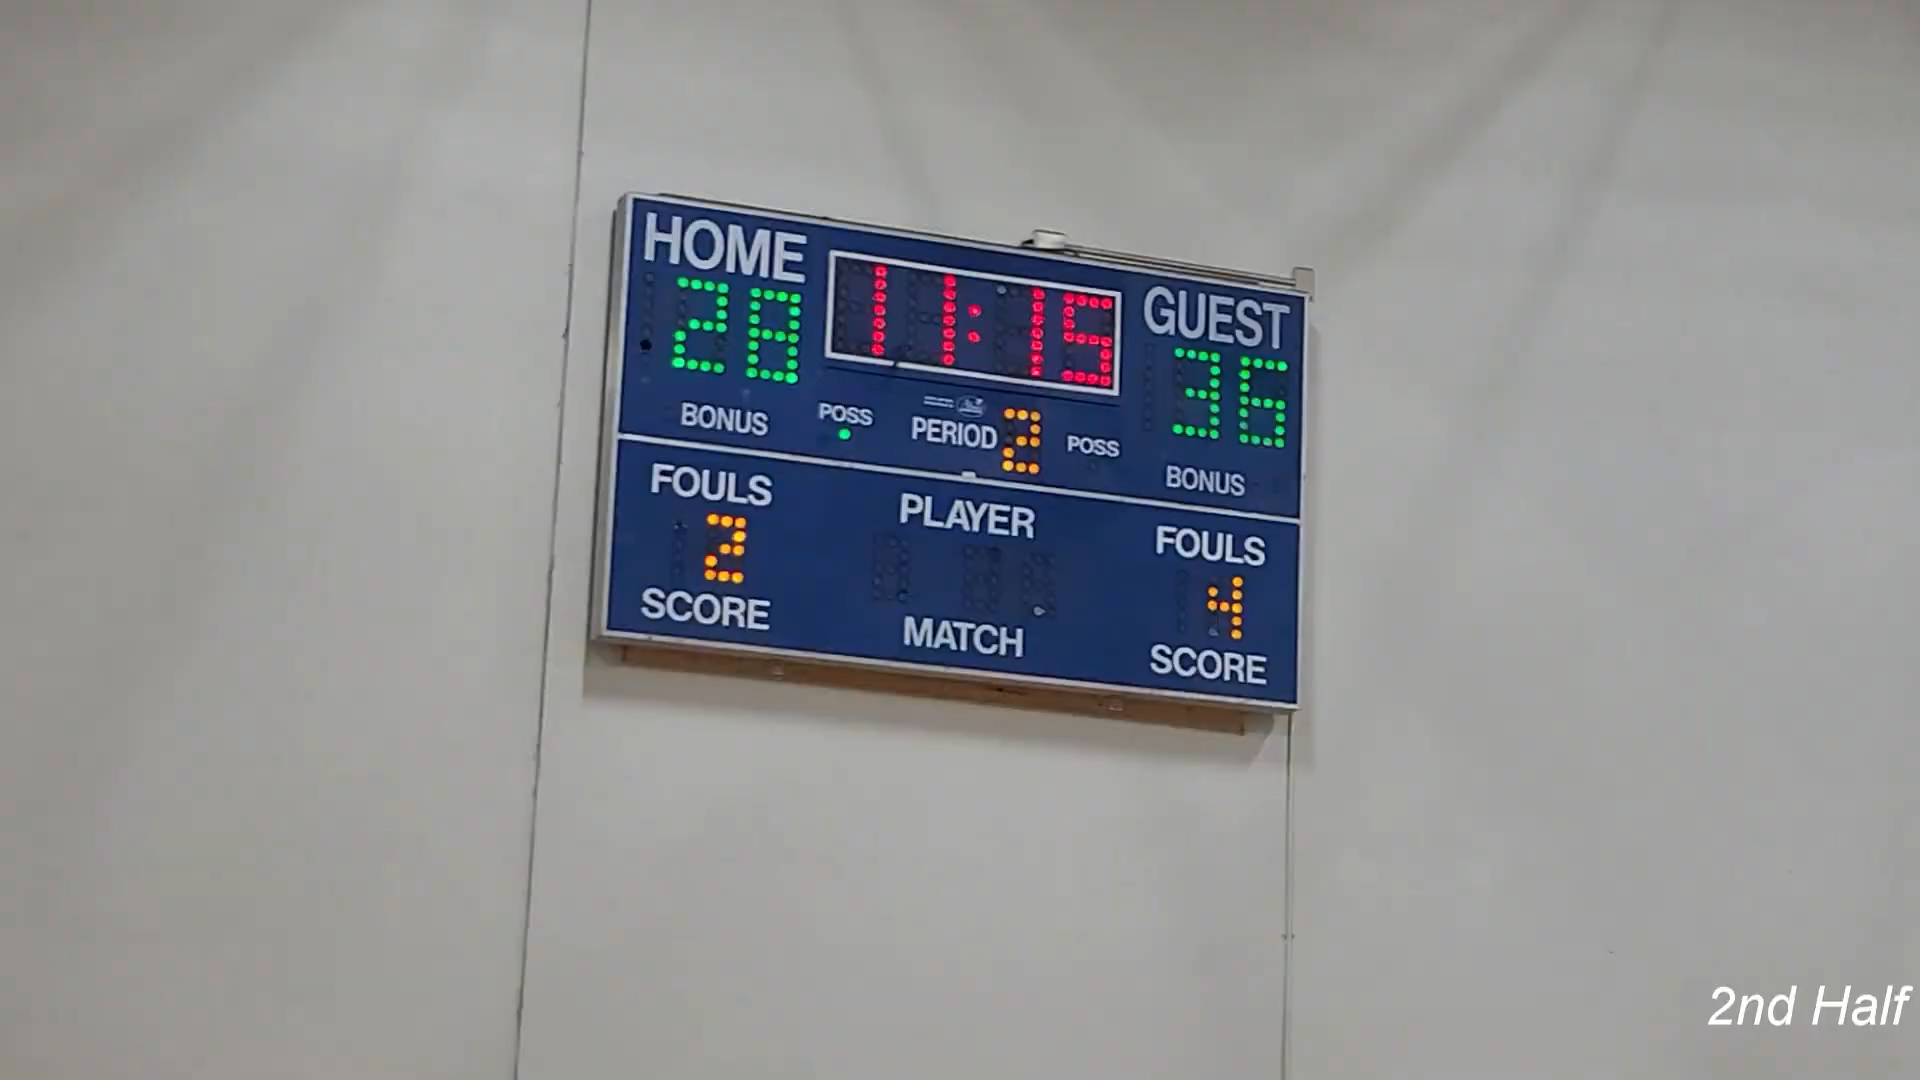 HOME
11:15
GUEST
28
36
BONUS
POSS
PERIOD 2
POSS
BONUS
FOULS
PLAYER
FOULS
2
4
SCORE
MATCH
SCORE
2nd Half